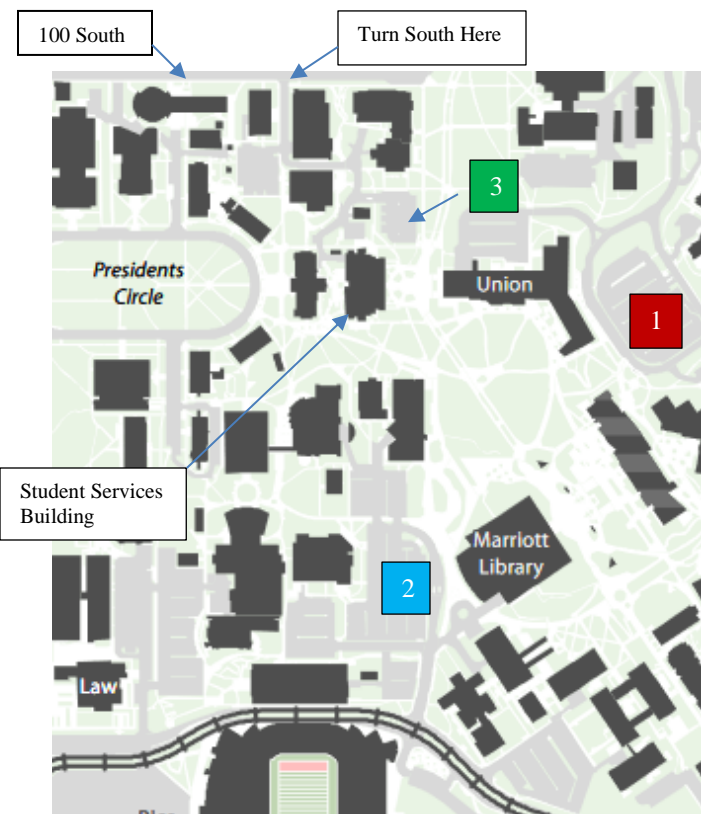 100 South
Turn South Here
3
Presidents
Circle
Union
1
Student Services
Building
Marriott
Library
2
Law